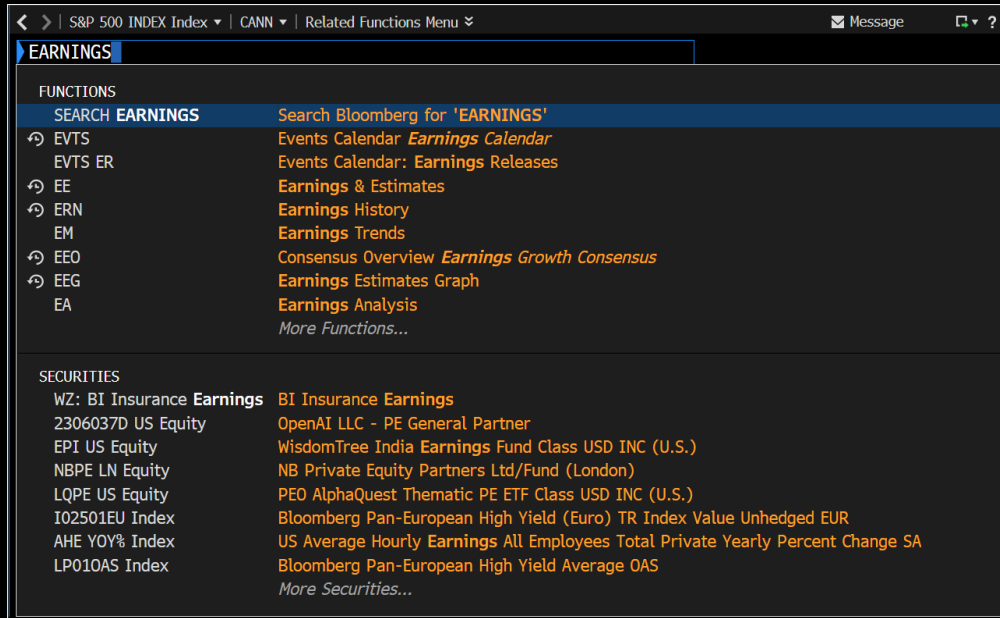 S&P 500 INDEX Index | CANN | Related Functions Menu Message ?
EARNINGS
FUNCTIONS
SEARCH EARNINGS Search Bloomberg for 'EARNINGS'
EVTS Events Calendar Earnings Calendar
EVTS ER Events Calendar: Earnings Releases
EE Earnings & Estimates
ERN Earnings History
EM Earnings Trends
EEO Consensus Overview Earnings Growth Consensus
EEG Earnings Estimates Graph
EA Earnings Analysis
More Functions...
SECURITIES
WZ: BI Insurance Earnings BI Insurance Earnings
2306037D US Equity OpenAI LLC - PE General Partner
EPI US Equity WisdomTree India Earnings Fund Class USD INC (U.S.)
NBPE LN Equity NB Private Equity Partners Ltd/Fund (London)
LQPE US Equity PEO AlphaQuest Thematic PE ETF Class USD INC (U.S.)
I02501EU Index Bloomberg Pan-European High Yield (Euro) TR Index Value Unhedged EUR
AHE YOY% Index US Average Hourly Earnings All Employees Total Private Yearly Percent Change SA
LP01OAS Index Bloomberg Pan-European High Yield Average OAS
More Securities...